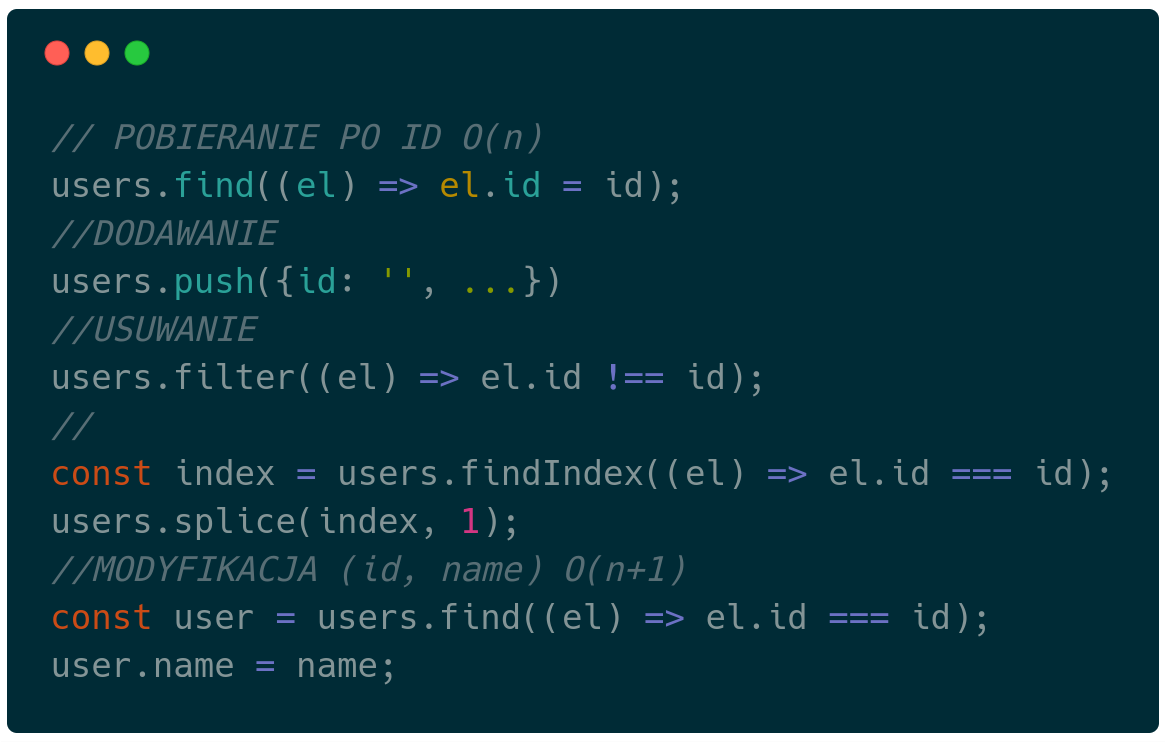 // POBIERANIE PO ID O(n)
users.find((el) => el.id = id);
//DODAWANIE
users.push({id: '', ...})
//USUWANIE
users.filter((el) => el.id !== id);
//
const index = users.findIndex((el) => el.id === id);
users.splice(index, 1);
//MODYFIKACJA (id, name) O(n+1)
const user = users.find((el) => el.id === id);
user.name = name;